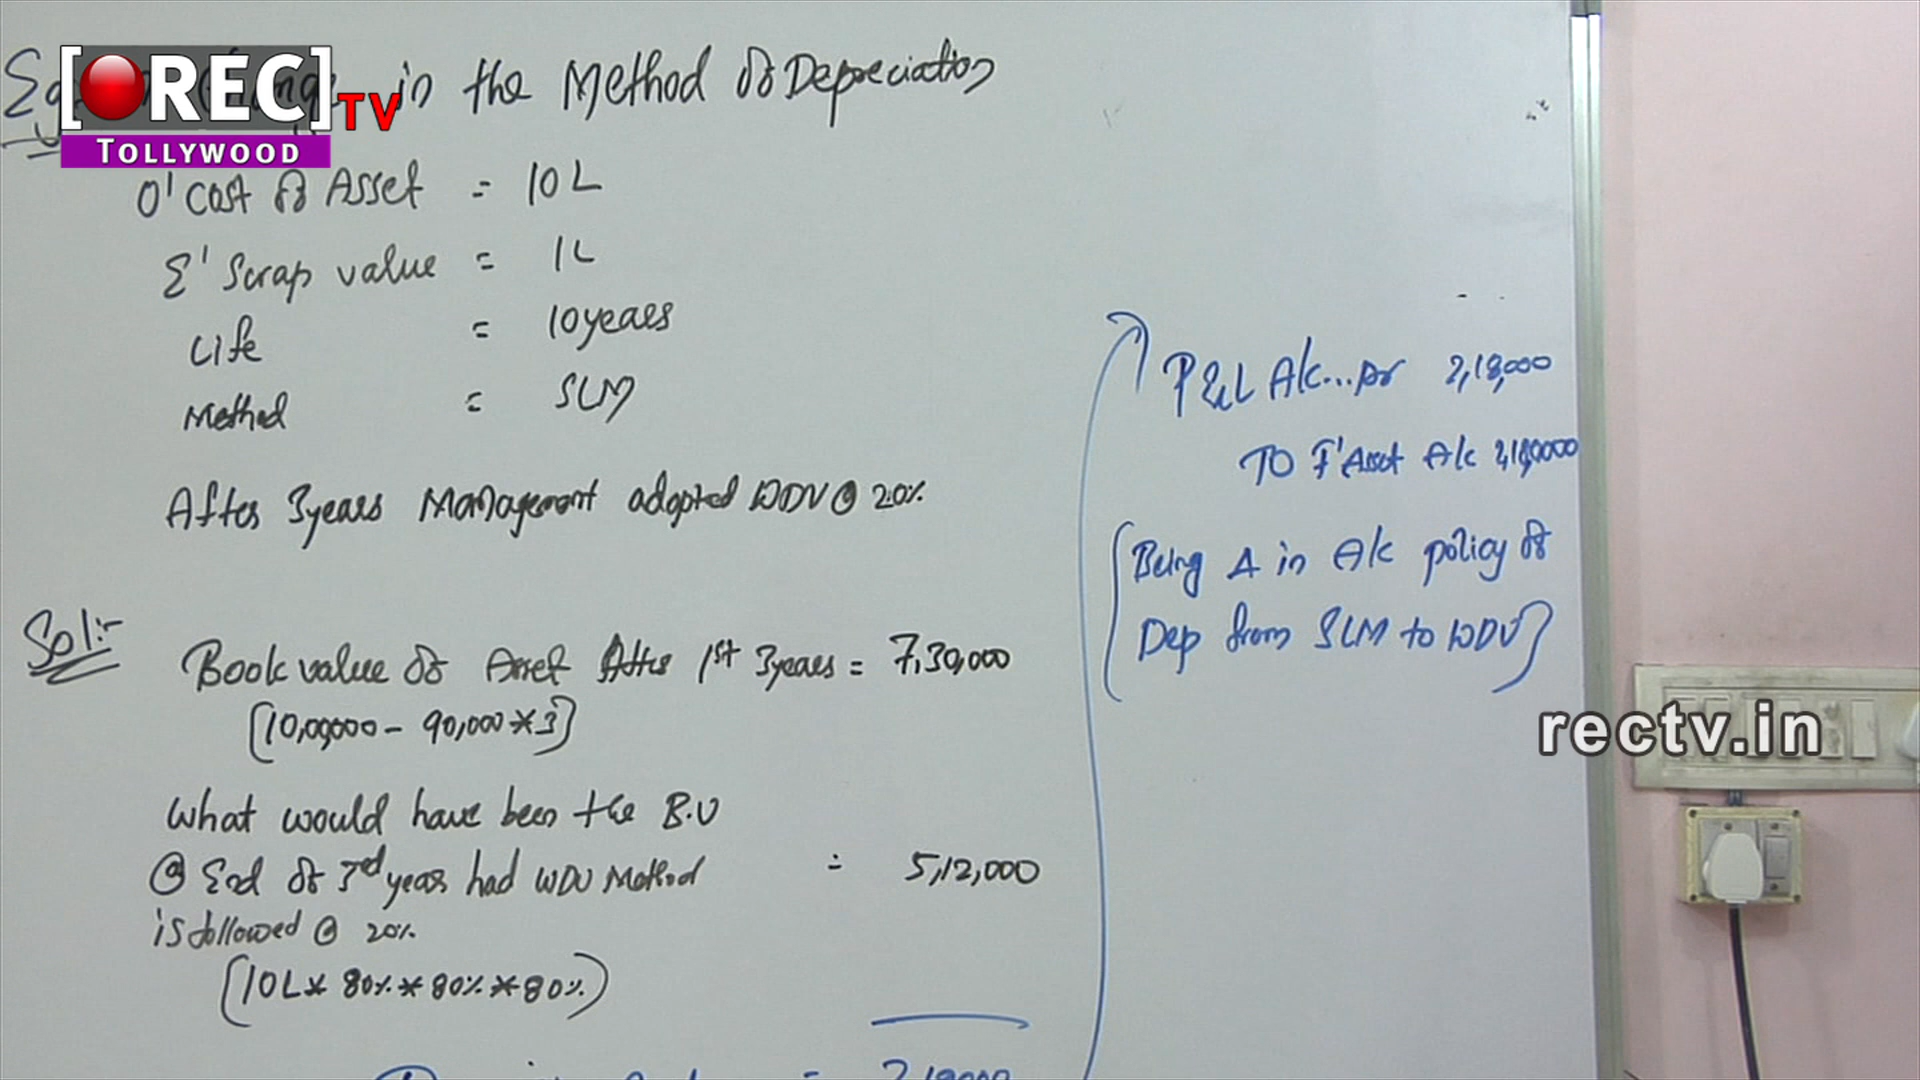 [REC]TV in the Method of Depreciation
TOLLYWOOD
O' Cost of Asset = 10L
E' Scrap value = 1L
Life = 10years
Method = SLM
After 3years Management adopted WDV @ 20%
Sol:-
Book value of Asset After 1st 3years = 7,30,000
[10,00,000 - 90,000*3]
What would have been the B.V
@ End of 3rd years had WDV Method = 5,12,000
is followed @ 20%
(10L* 80%*80%*80%)
= 218000
P&L A/c...Dr 2,18,000
TO F'Asset A/c
(Being Δ in A/c policy of
Dep from SLM to WDV)
rectv.in